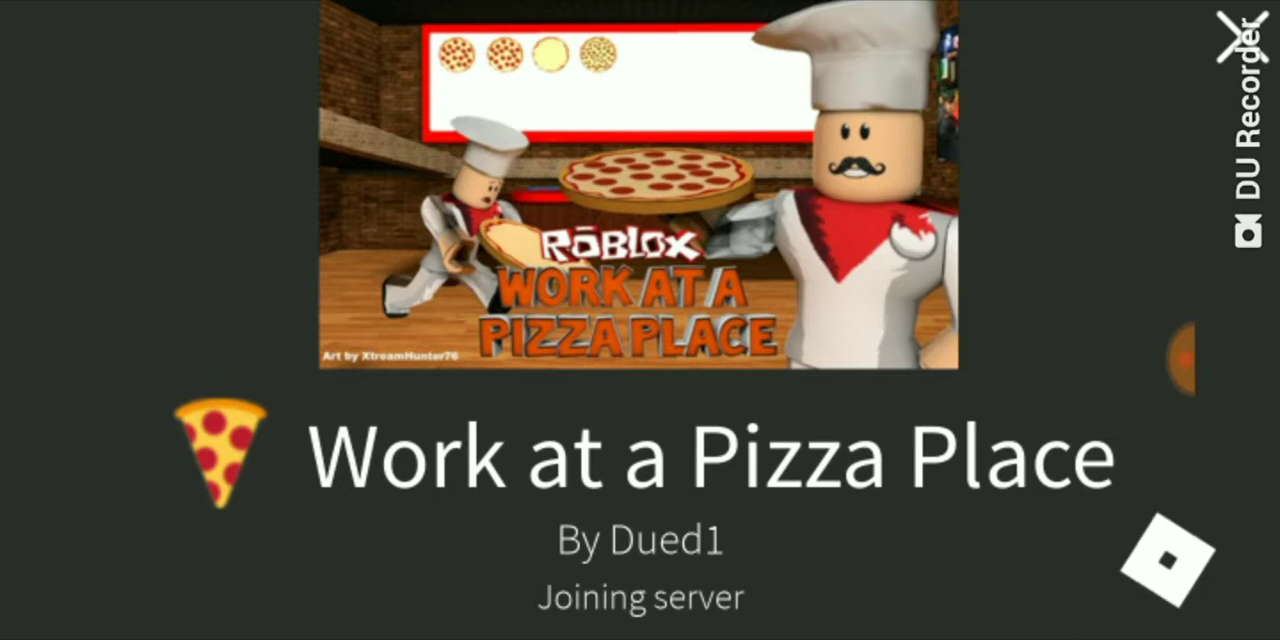 DU Recorder
ROBLOX
WORK AT A
PIZZA PLACE
Art by XtreamHunter76
Work at a Pizza Place
By Dued1
Joining server